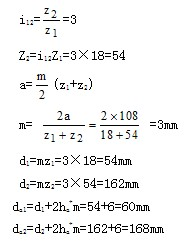 i₁₂=z₂/z₁=3
Z₂=i₁₂Z₁=3×18=54
a=m/2 (z₁+z₂)
m= 2a/(z₁+z₂) = 2×108/(18+54) =3mm
d₁=mz₁=3×18=54mm
d₂=mz₂=3×54=162mm
dₐ₁=d₁+2hₐ*m=54+6=60mm
dₐ₂=d₂+2hₐ*m=162+6=168mm